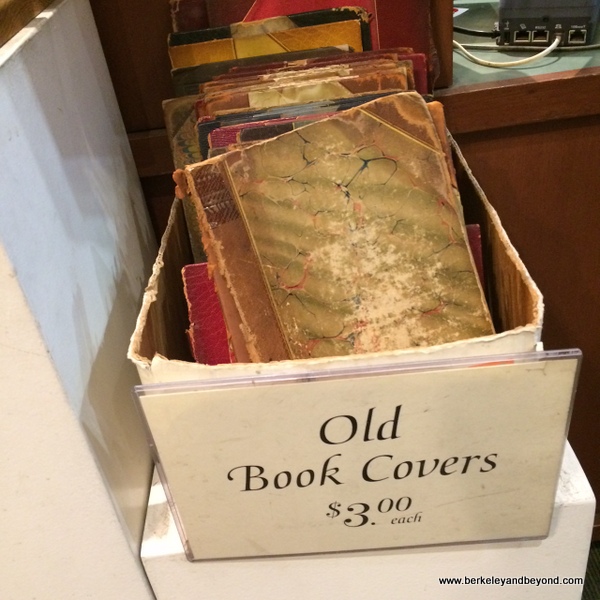 Old
Book Covers
$3.00 each
www.berkeleyandbeyond.com